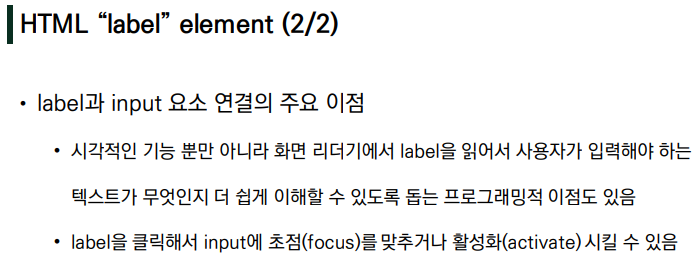 HTML “label” element (2/2)
• label과 input 요소 연결의 주요 이점
• 시각적인 기능 뿐만 아니라 화면 리더기에서 label을 읽어서 사용자가 입력해야 하는
텍스트가 무엇인지 더 쉽게 이해할 수 있도록 돕는 프로그래밍적 이점도 있음
• label을 클릭해서 input에 초점(focus)를 맞추거나 활성화(activate) 시킬 수 있음